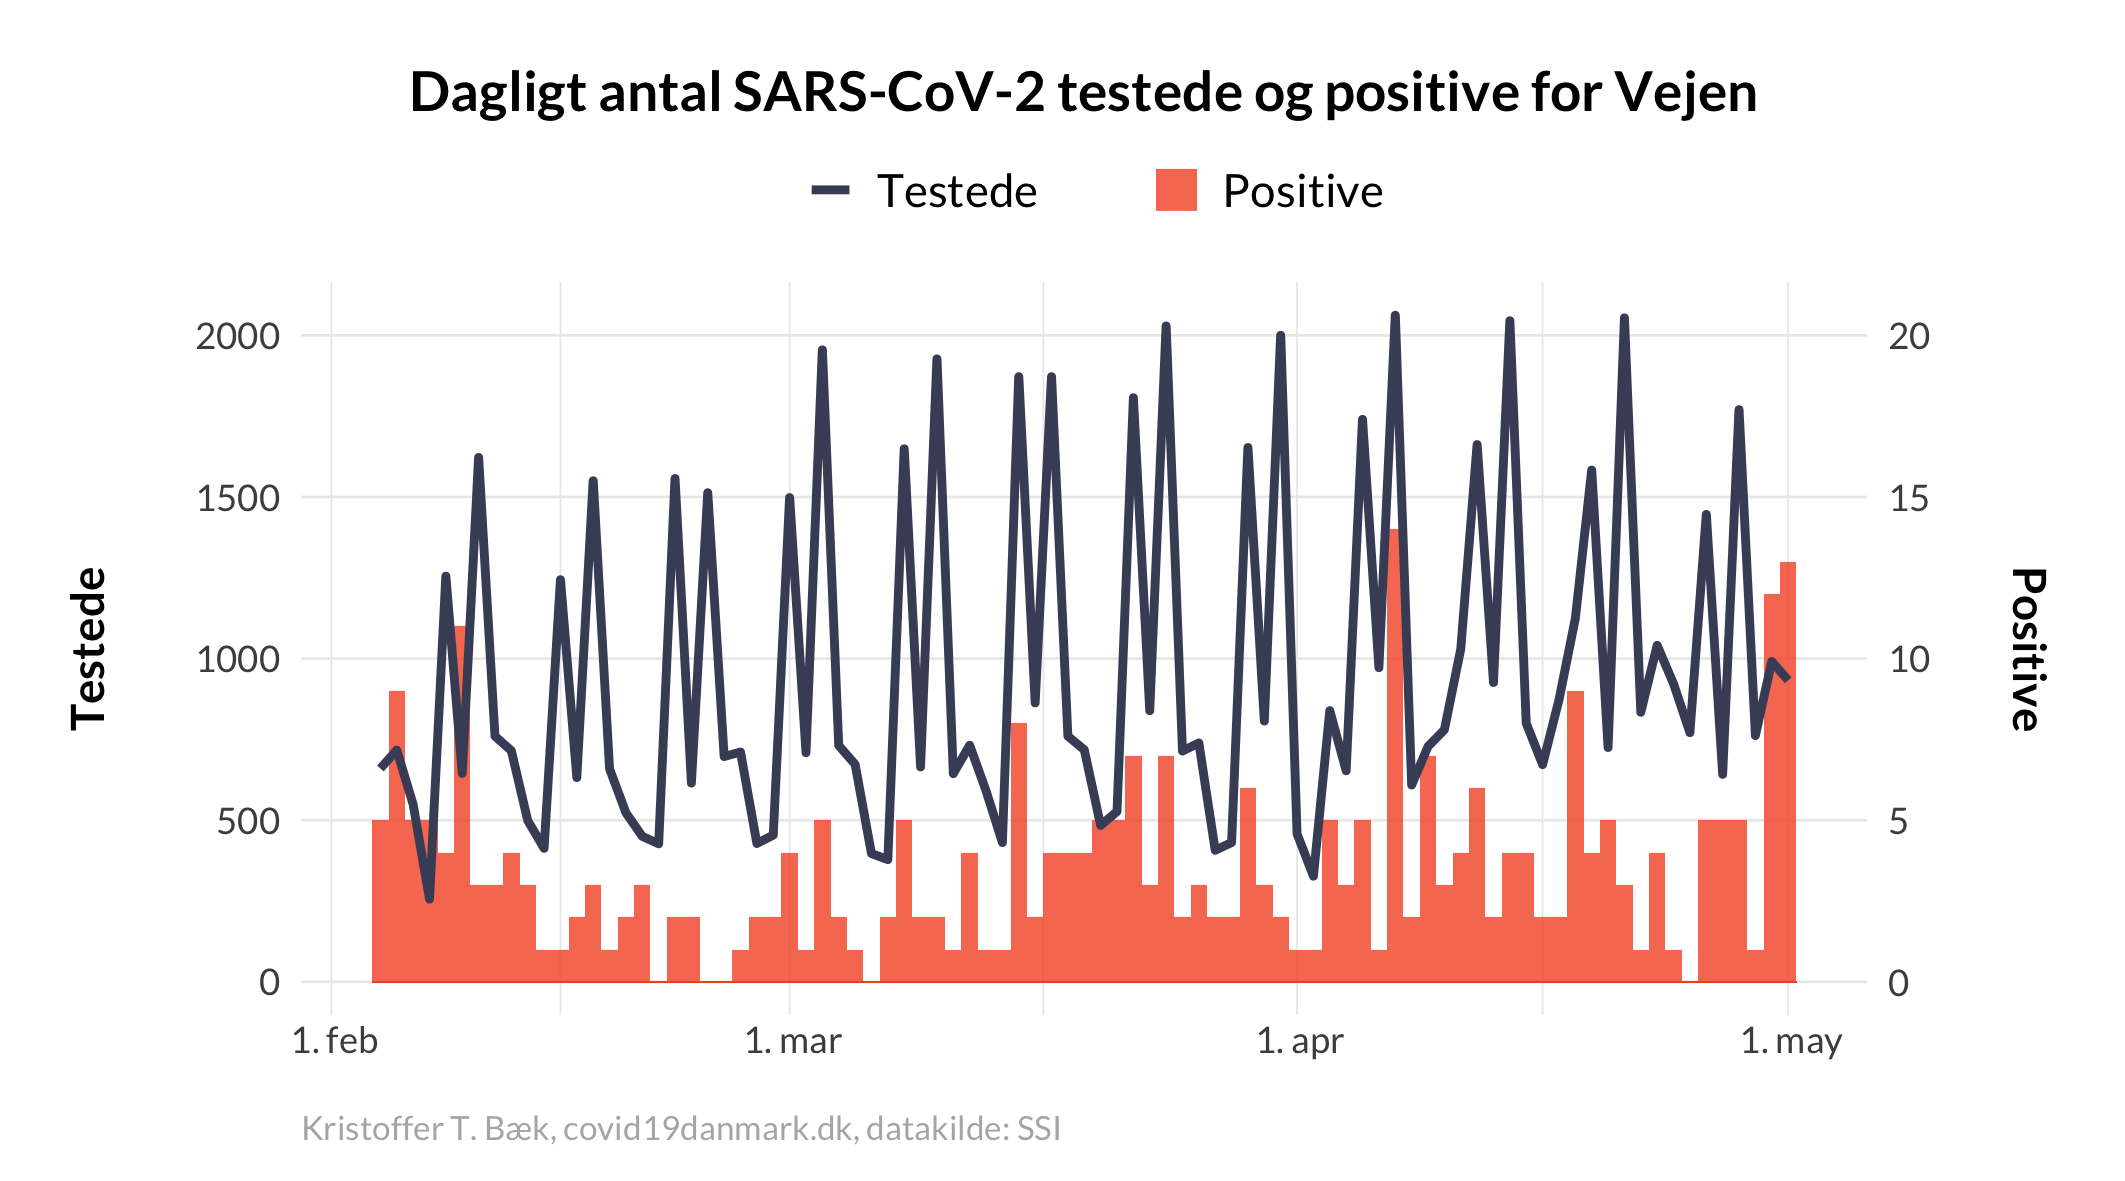 Dagligt antal SARS-CoV-2 testede og positive for Vejen
Testede
Positive
2000
1500
1000
500
0
20
15
10
5
0
Testede
Positive
1. feb
1. mar
1. apr
1. may
Kristoffer T. Bæk, covid19danmark.dk, datakilde: SSI